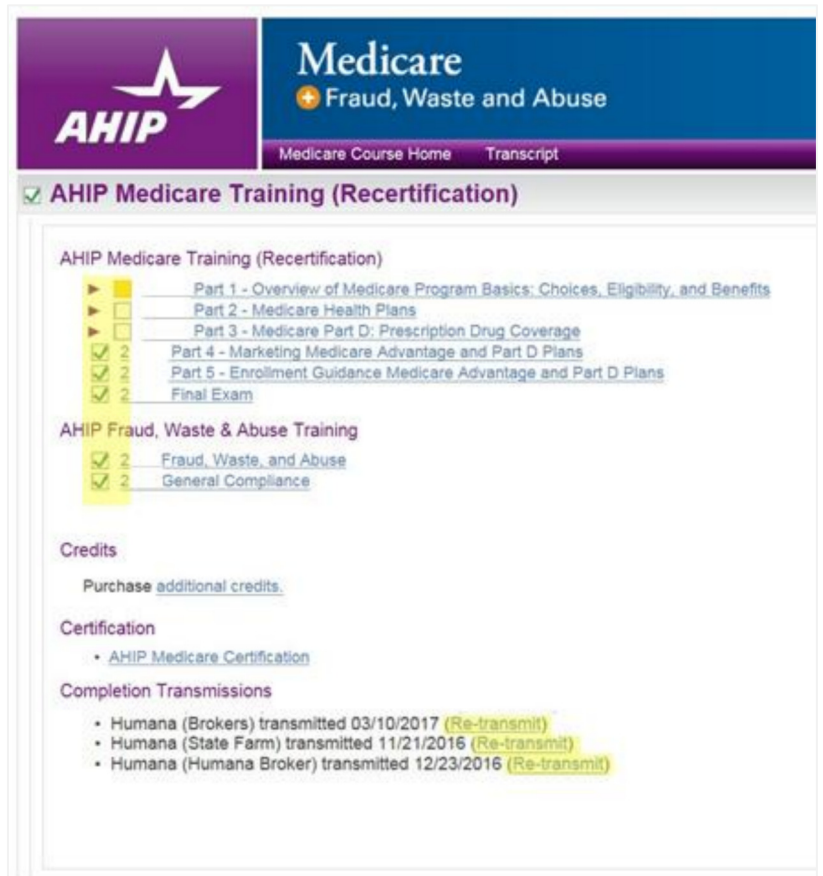 AHIP
Medicare
Fraud, Waste and Abuse
Medicare Course Home Transcript
AHIP Medicare Training (Recertification)
AHIP Medicare Training (Recertification)
Part 1 - Overview of Medicare Program Basics: Choices, Eligibility, and Benefits
Part 2 - Medicare Health Plans
Part 3 - Medicare Part D: Prescription Drug Coverage
2 Part 4 - Marketing Medicare Advantage and Part D Plans
2 Part 5 - Enrollment Guidance Medicare Advantage and Part D Plans
2 Final Exam
AHIP Fraud, Waste & Abuse Training
2 Fraud, Waste, and Abuse
2 General Compliance
Credits
Purchase additional credits.
Certification
• AHIP Medicare Certification
Completion Transmissions
• Humana (Brokers) transmitted 03/10/2017 (Re-transmit)
• Humana (State Farm) transmitted 11/21/2016 (Re-transmit)
• Humana (Humana Broker) transmitted 12/23/2016 (Re-transmit)